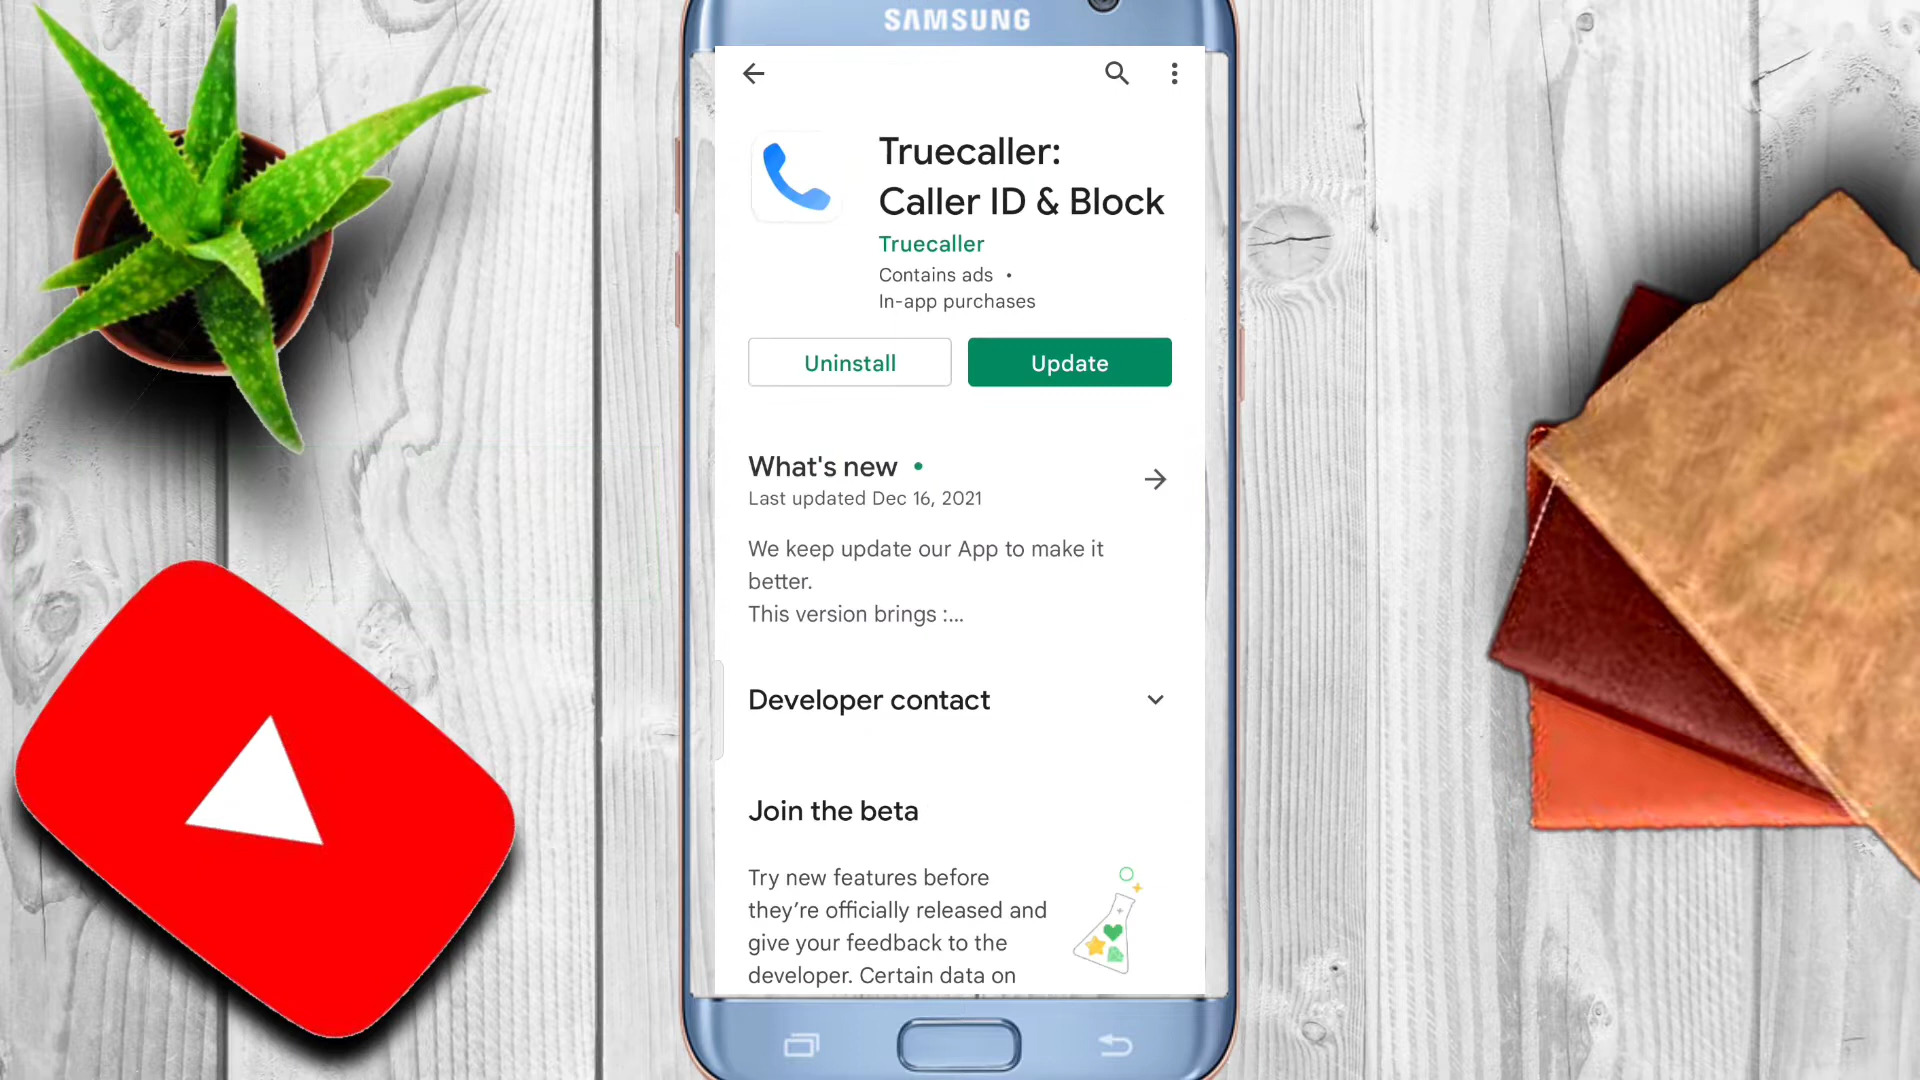 SAMSUNG
Truecaller:
Caller ID & Block
Truecaller
Contains ads •
In-app purchases
Uninstall
Update
What's new •
Last updated Dec 16, 2021
We keep update our App to make it
better.
This version brings :...
Developer contact
Join the beta
Try new features before
they’re officially released and
give your feedback to the
developer. Certain data on